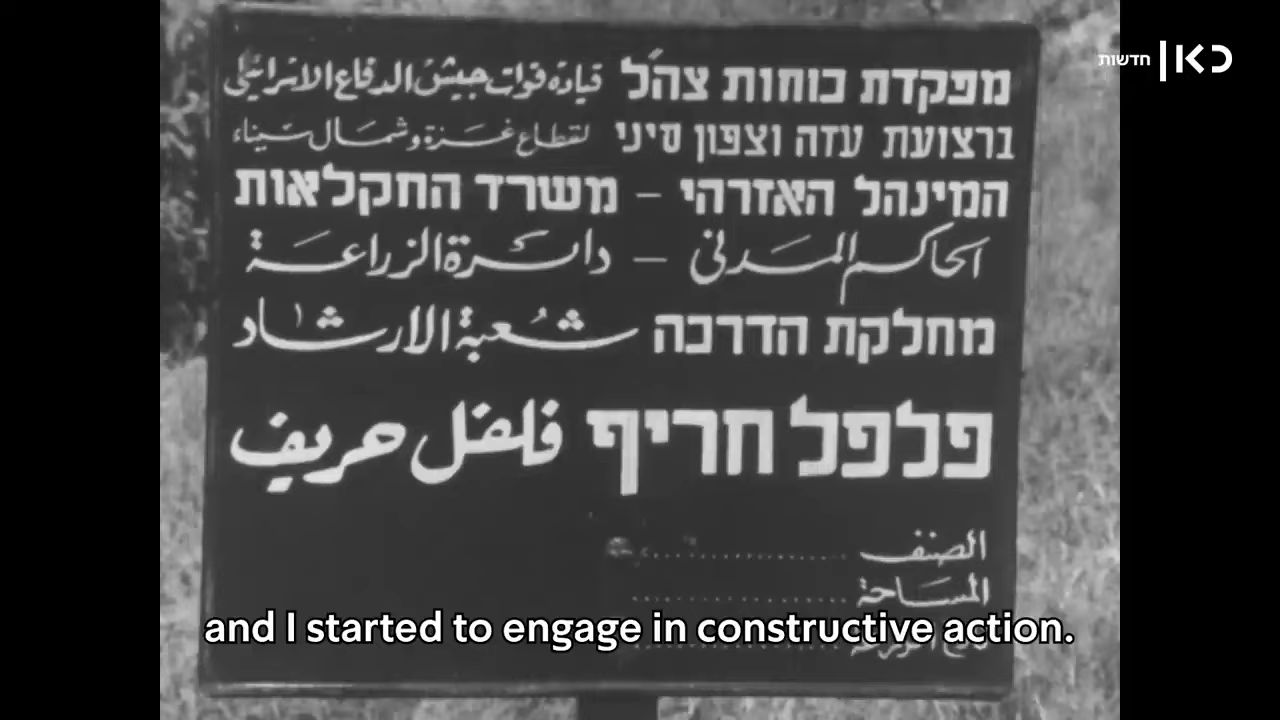 כאן | חדשות
מפקדת כוחות צה"ל قيادة قوات جيش الدفاع الاسرائيلي
ברצועת עזה וצפון סיני لقطاع غزة وشمال سيناء
המינהל האזרחי – משרד החקלאות
الحاكم المدني – دائرة الزراعة
מחלקת הדרכה شعبة الارشاد
פלפל חריף فلفل حريف
الصنف
المساحة
and I started to engage in constructive action.